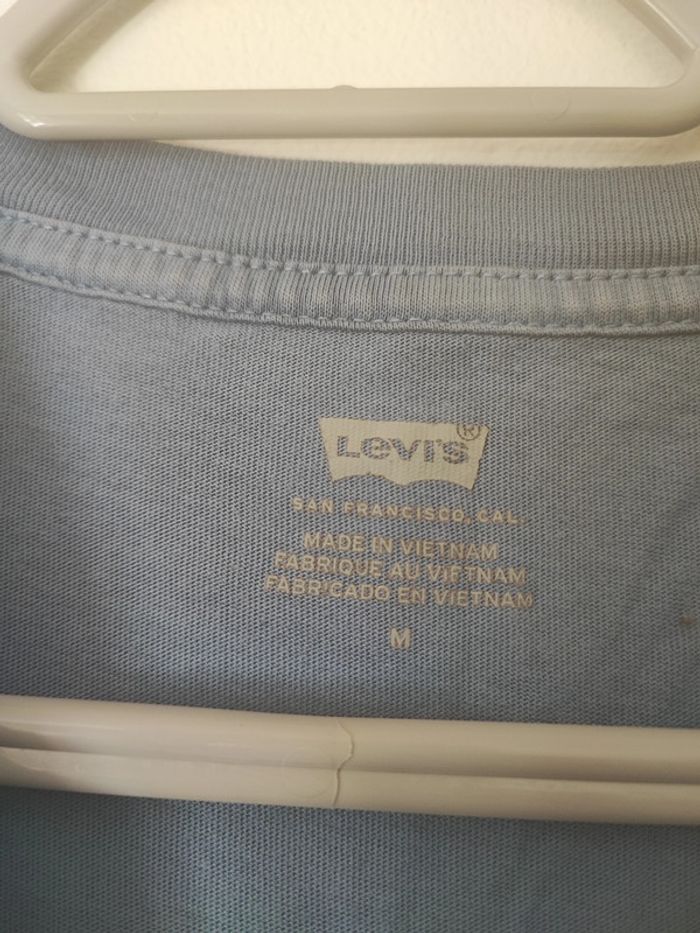 Levi's®
SAN FRANCISCO, CAL.
MADE IN VIETNAM
FABRIQUE AU VIETNAM
FABRICADO EN VIETNAM
M